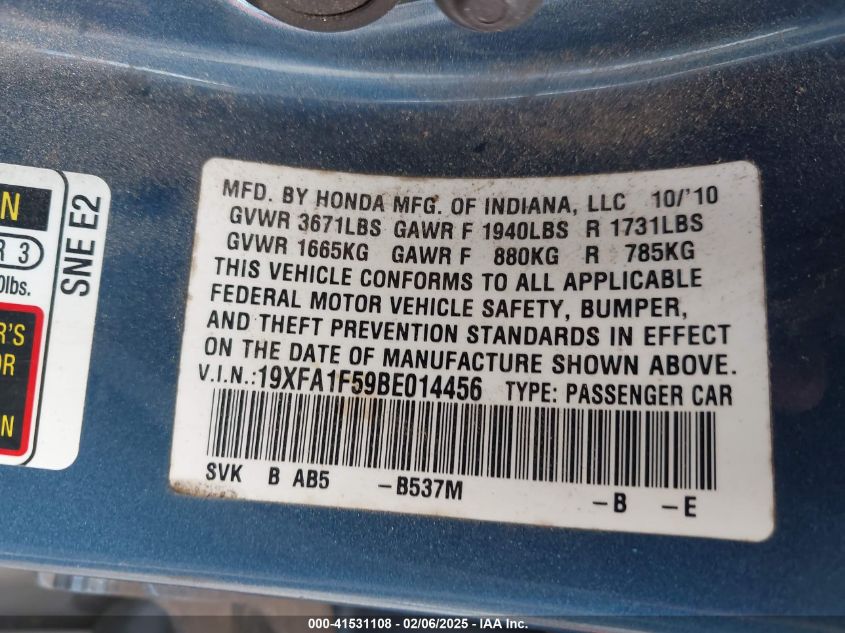 N
R 3
0lbs.
R'S
OR
N
SNE E2
MFD. BY HONDA MFG. OF INDIANA, LLC 10/'10
GVWR 3671LBS GAWR F 1940LBS R 1731LBS
GVWR 1665KG GAWR F 880KG R 785KG
THIS VEHICLE CONFORMS TO ALL APPLICABLE
FEDERAL MOTOR VEHICLE SAFETY, BUMPER,
AND THEFT PREVENTION STANDARDS IN EFFECT
ON THE DATE OF MANUFACTURE SHOWN ABOVE.
V.I.N.:19XFA1F59BE014456 TYPE: PASSENGER CAR
SVK B AB5 -B537M -B -E
000-41531108 - 02/06/2025 - IAA Inc.